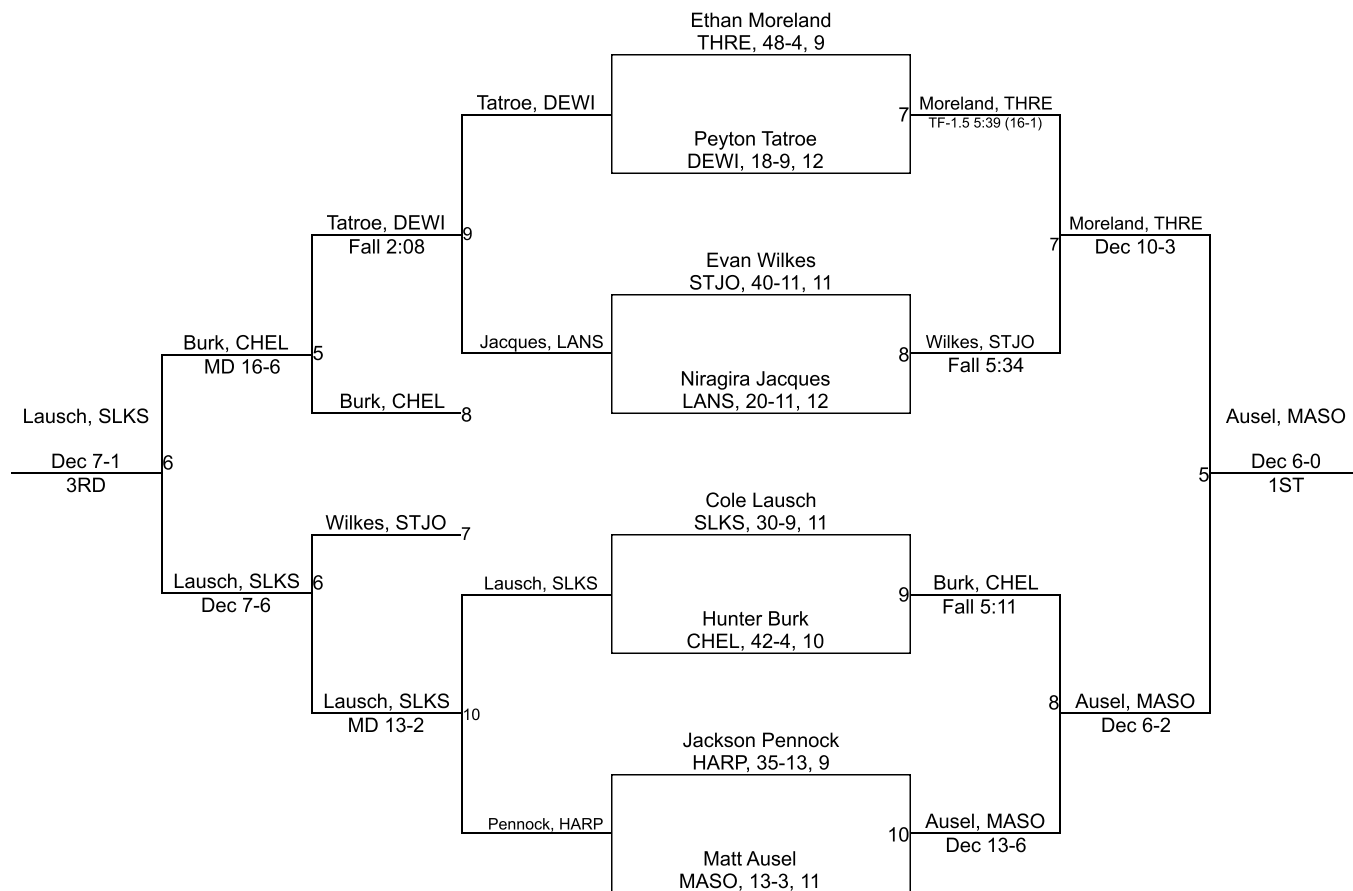 Ethan Moreland
THRE, 48-4, 9
Tatroe, DEWI
7
Moreland, THRE
TF-1.5 5:39 (16-1)
Peyton Tatroe
DEWI, 18-9, 12
Tatroe, DEWI
Fall 2:08
9
Moreland, THRE
Dec 10-3
7
Evan Wilkes
STJO, 40-11, 11
Burk, CHEL
MD 16-6
5
Jacques, LANS
8
Wilkes, STJO
Fall 5:34
Niragira Jacques
LANS, 20-11, 12
Burk, CHEL
8
Lausch, SLKS
Dec 7-1
3RD
6
Ausel, MASO
Dec 6-0
1ST
5
Cole Lausch
SLKS, 30-9, 11
Wilkes, STJO
7
Lausch, SLKS
Dec 7-6
6
Lausch, SLKS
9
Burk, CHEL
Fall 5:11
Hunter Burk
CHEL, 42-4, 10
Lausch, SLKS
MD 13-2
10
8
Ausel, MASO
Dec 6-2
Jackson Pennock
HARP, 35-13, 9
Pennock, HARP
10
Ausel, MASO
Dec 13-6
Matt Ausel
MASO, 13-3, 11